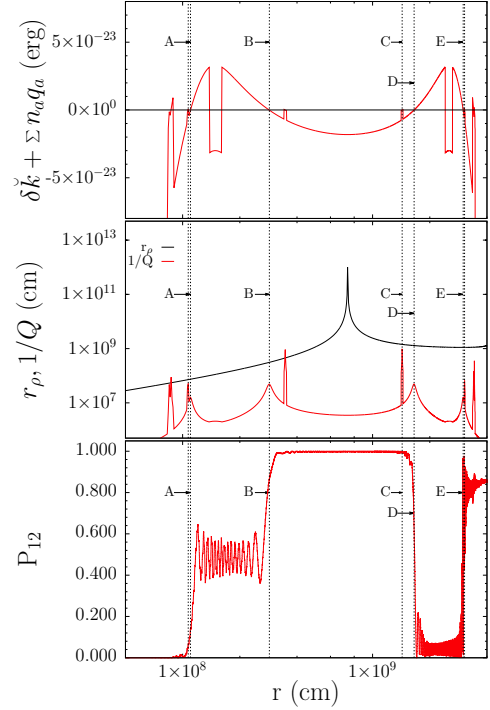 δk̆ + Σ nₐqₐ (erg)
5×10⁻²³
0×10⁰
-5×10⁻²³
A
B
C
D
E
r_ρ, 1/Q (cm)
1×10¹³
1×10¹¹
1×10⁹
1×10⁷
r_ρ
1/Q
A
B
C
D
E
P₁₂
1.000
0.800
0.600
0.400
0.200
0.000
A
B
C
D
E
1×10⁸
1×10⁹
r (cm)